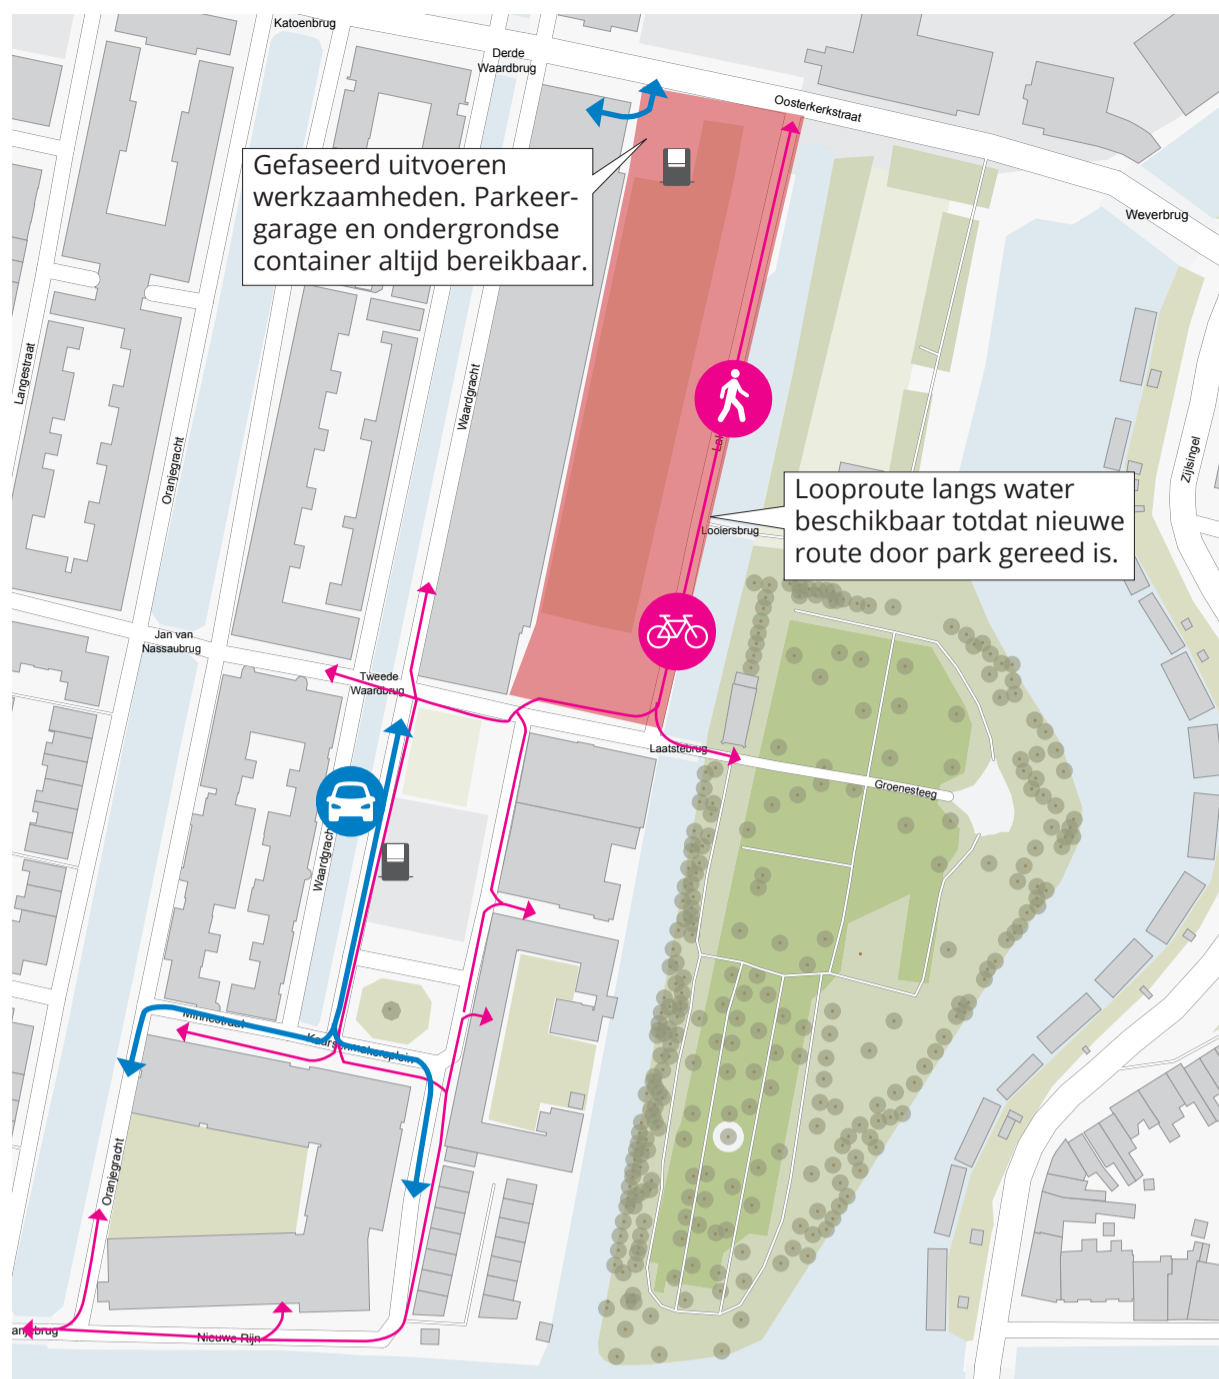 Katoenbrug
Derde
Waardbrug
Oosterkerkstraat
Gefaseerd uitvoeren
werkzaamheden. Parkeer-
garage en ondergrondse
container altijd bereikbaar.
Weverbrug
Langestraat
Waardgracht
Oranjegracht
Zijlsingel
Looproute langs water
beschikbaar totdat nieuwe
route door park gereed is.
Looiersbrug
Jan van
Nassaubrug
Tweede
Waardbrug
Laatstebrug
Groenesteeg
Waardgracht
Minnestraat
Kaarsenmakersplein
Oranjegracht
Nieuwe Rijn